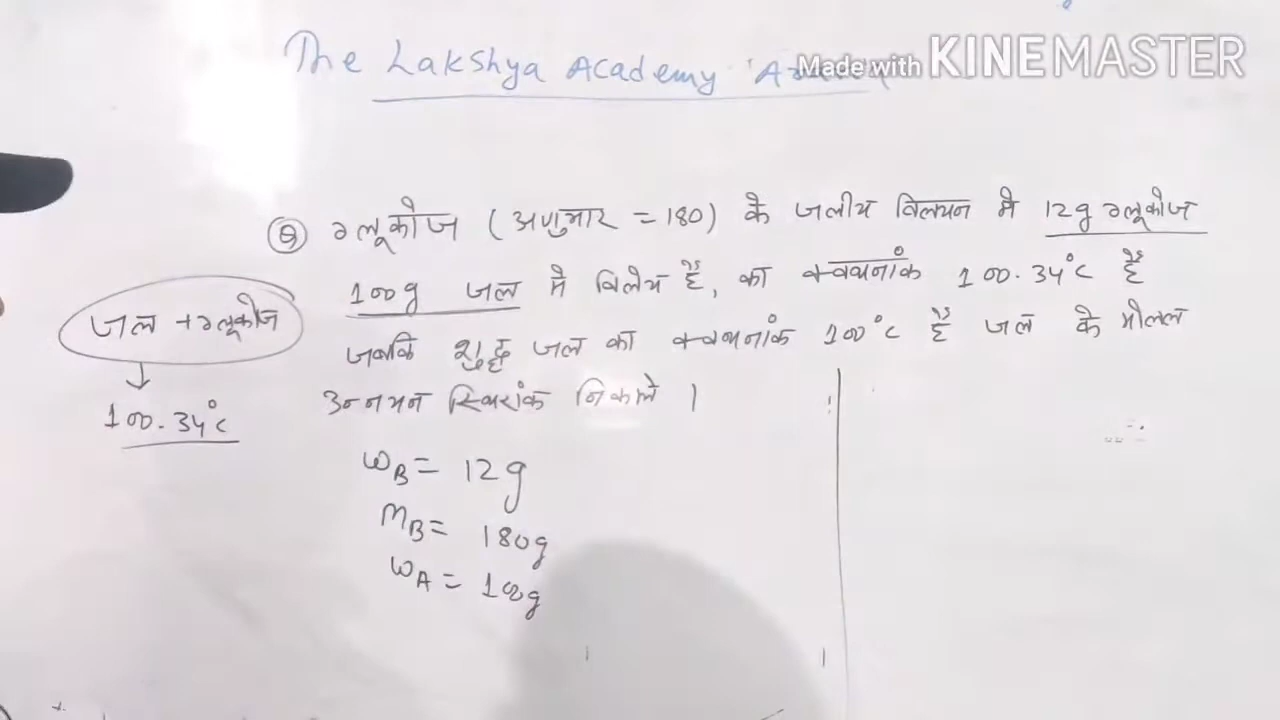 The Lakshya Academy
Made with KINEMASTER
Q ग्लूकोज (अणुभार = 180) के जलीय विलयन मे 12g ग्लूकोज
100g जल मे विलेय है, का क्वथनांक 100.34°C है
जबकि शुद्ध जल का क्वथनांक 100°C है जल के मोलल
उन्नयन स्थिरांक निकाले |
जल + ग्लूकोज
100.34°C
WB = 12g
MB = 180g
WA = 100g